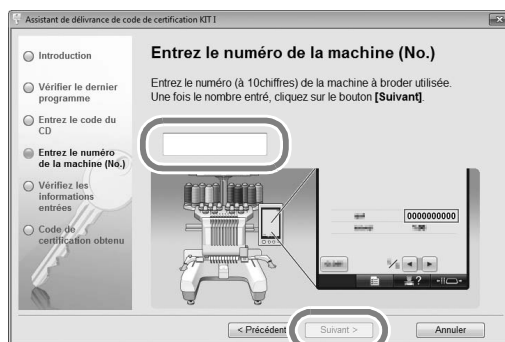 Assistant de délivrance de code de certification KIT I
Introduction
Vérifier le dernier
programme
Entrez le code du
CD
Entrez le numéro
de la machine (No.)
Vérifiez les
informations
entrées
Code de
certification obtenu
Entrez le numéro de la machine (No.)
Entrez le numéro (à 10chiffres) de la machine à broder utilisée.
Une fois le nombre entré, cliquez sur le bouton [Suivant].
0000000000
< Précédent
Suivant >
Annuler